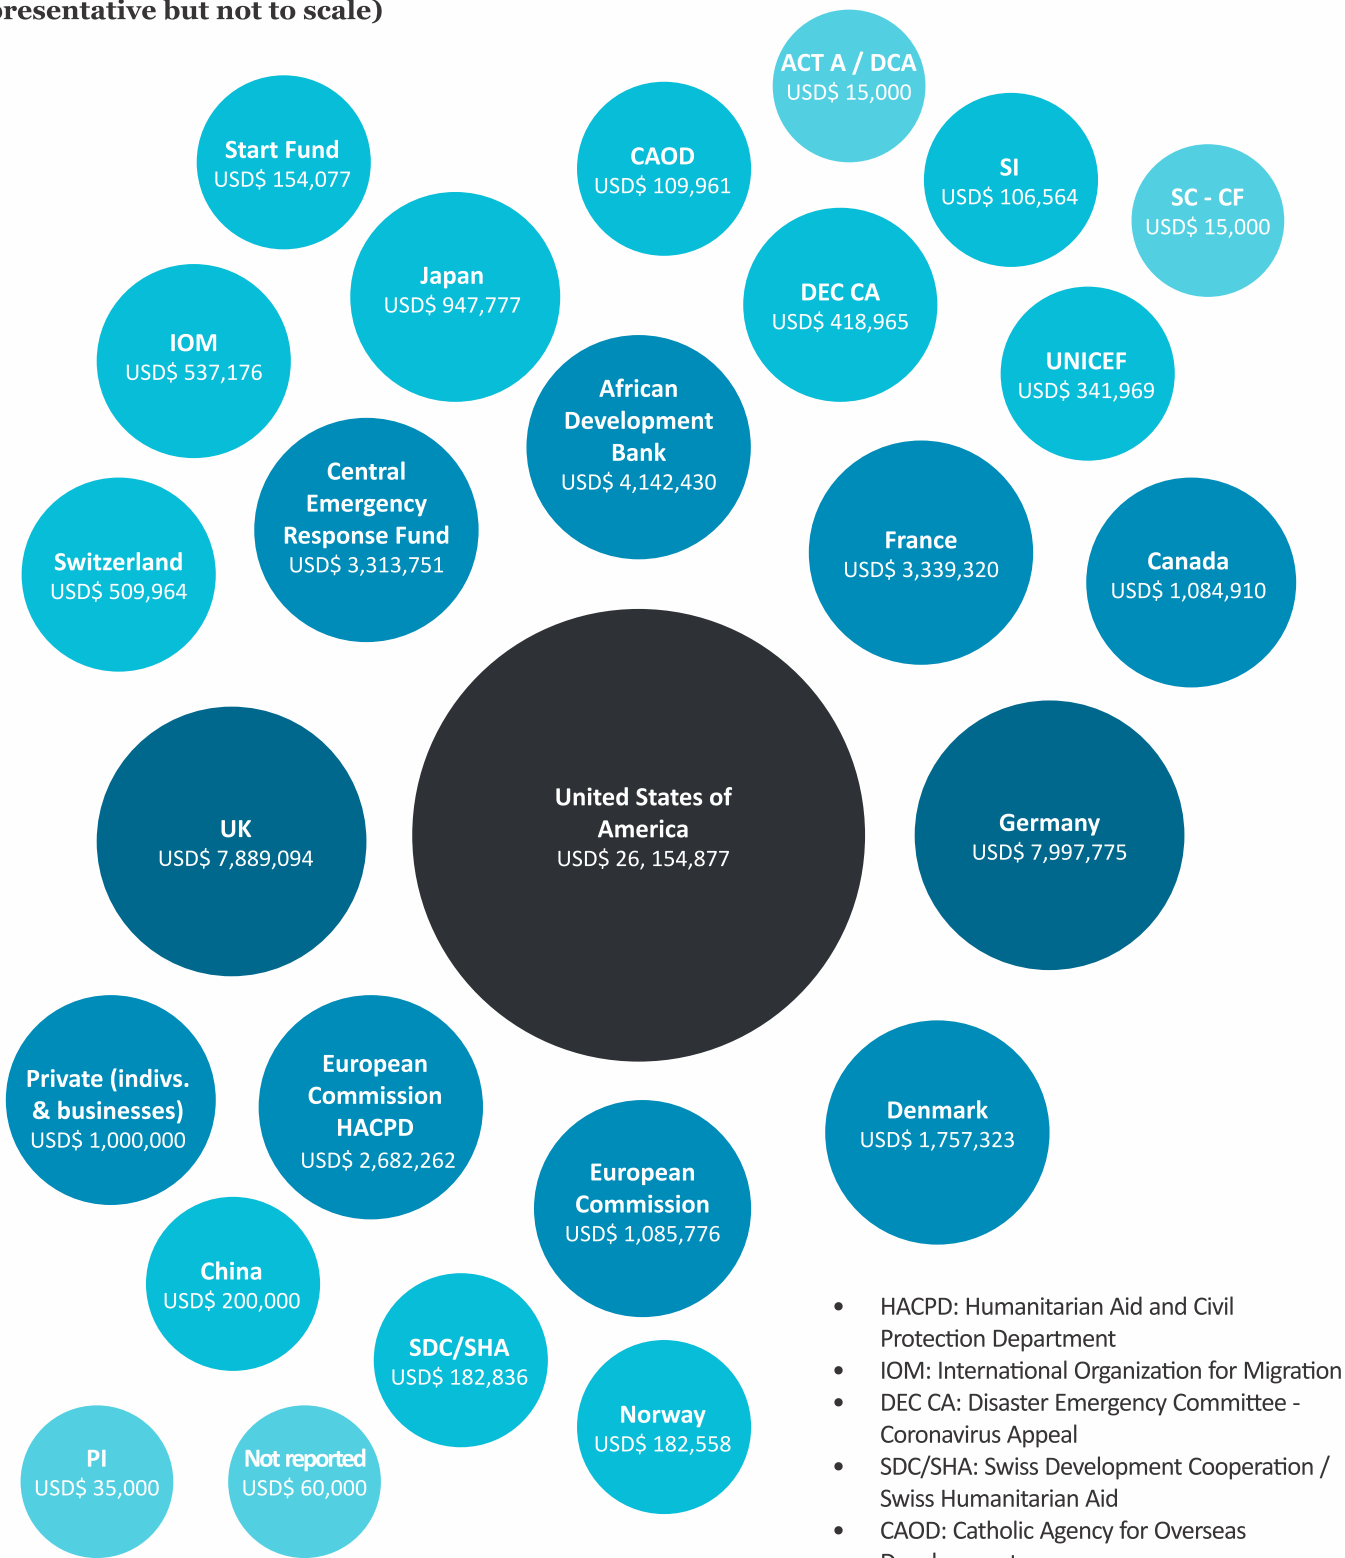 presentative but not to scale)
ACT A / DCA
USD$ 15,000
Start Fund
USD$ 154,077
CAOD
USD$ 109,961
SI
USD$ 106,564
SC - CF
USD$ 15,000
Japan
USD$ 947,777
DEC CA
USD$ 418,965
IOM
USD$ 537,176
UNICEF
USD$ 341,969
African
Development
Bank
USD$ 4,142,430
Central
Emergency
Response Fund
USD$ 3,313,751
France
USD$ 3,339,320
Canada
USD$ 1,084,910
Switzerland
USD$ 509,964
United States of
America
USD$ 26, 154,877
UK
USD$ 7,889,094
Germany
USD$ 7,997,775
Private (indivs.
& businesses)
USD$ 1,000,000
European
Commission
HACPD
USD$ 2,682,262
Denmark
USD$ 1,757,323
European
Commission
USD$ 1,085,776
China
USD$ 200,000
SDC/SHA
USD$ 182,836
Norway
USD$ 182,558
PI
USD$ 35,000
Not reported
USD$ 60,000
• HACPD: Humanitarian Aid and Civil
Protection Department
• IOM: International Organization for Migration
• DEC CA: Disaster Emergency Committee -
Coronavirus Appeal
• SDC/SHA: Swiss Development Cooperation /
Swiss Humanitarian Aid
• CAOD: Catholic Agency for Overseas